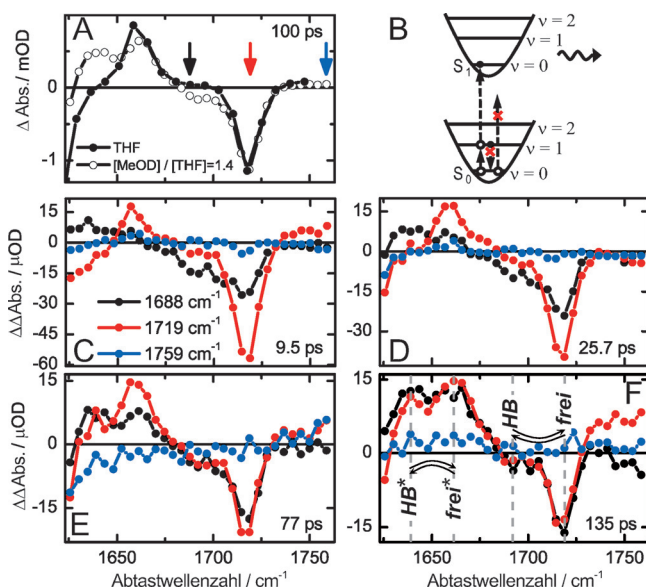 A
100 ps
Δ Abs./ mOD
1
0
-1
THF
[MeOD] / [THF]=1.4
B
ν = 2
ν = 1
S₁
ν = 0
ν = 2
ν = 1
S₀
ν = 0
ΔΔAbs. / μOD
15
0
-15
-30
-45
-60
1688 cm⁻¹
1719 cm⁻¹
1759 cm⁻¹
C
9.5 ps
15
0
-15
-30
D
25.7 ps
ΔΔAbs. / μOD
15
0
-15
E
77 ps
1650
1700
1750
Abtastwellenzahl / cm⁻¹
15
0
-15
F
HB
frei
HB*
frei*
135 ps
1650
1700
1750
Abtastwellenzahl / cm⁻¹